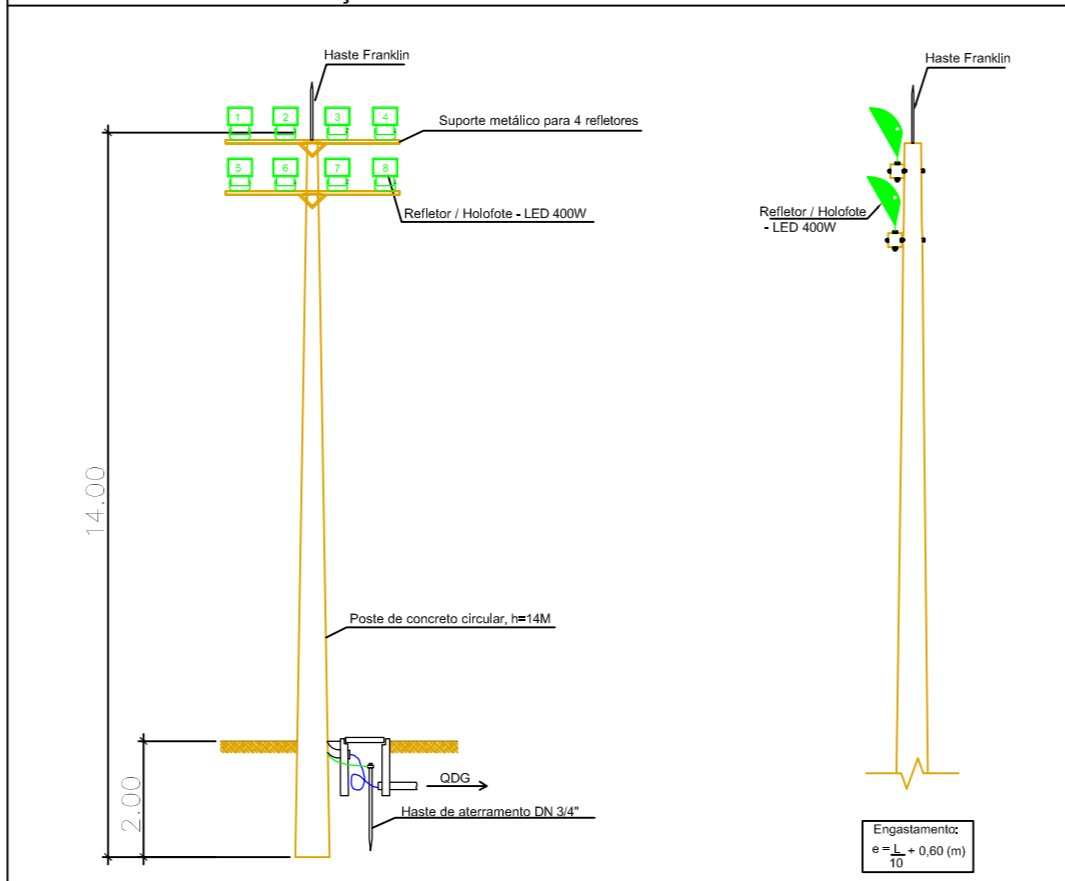 Haste Franklin
Haste Franklin
1
2
3
4
Suporte metálico para 4 refletores
5
6
7
8
Refletor / Holofote - LED 400W
Refletor / Holofote
- LED 400W
14.00
Poste de concreto circular, h=14M
2.00
QDG
Haste de aterramento DN 3/4"
Engastamento:
e = L/10 + 0,60 (m)